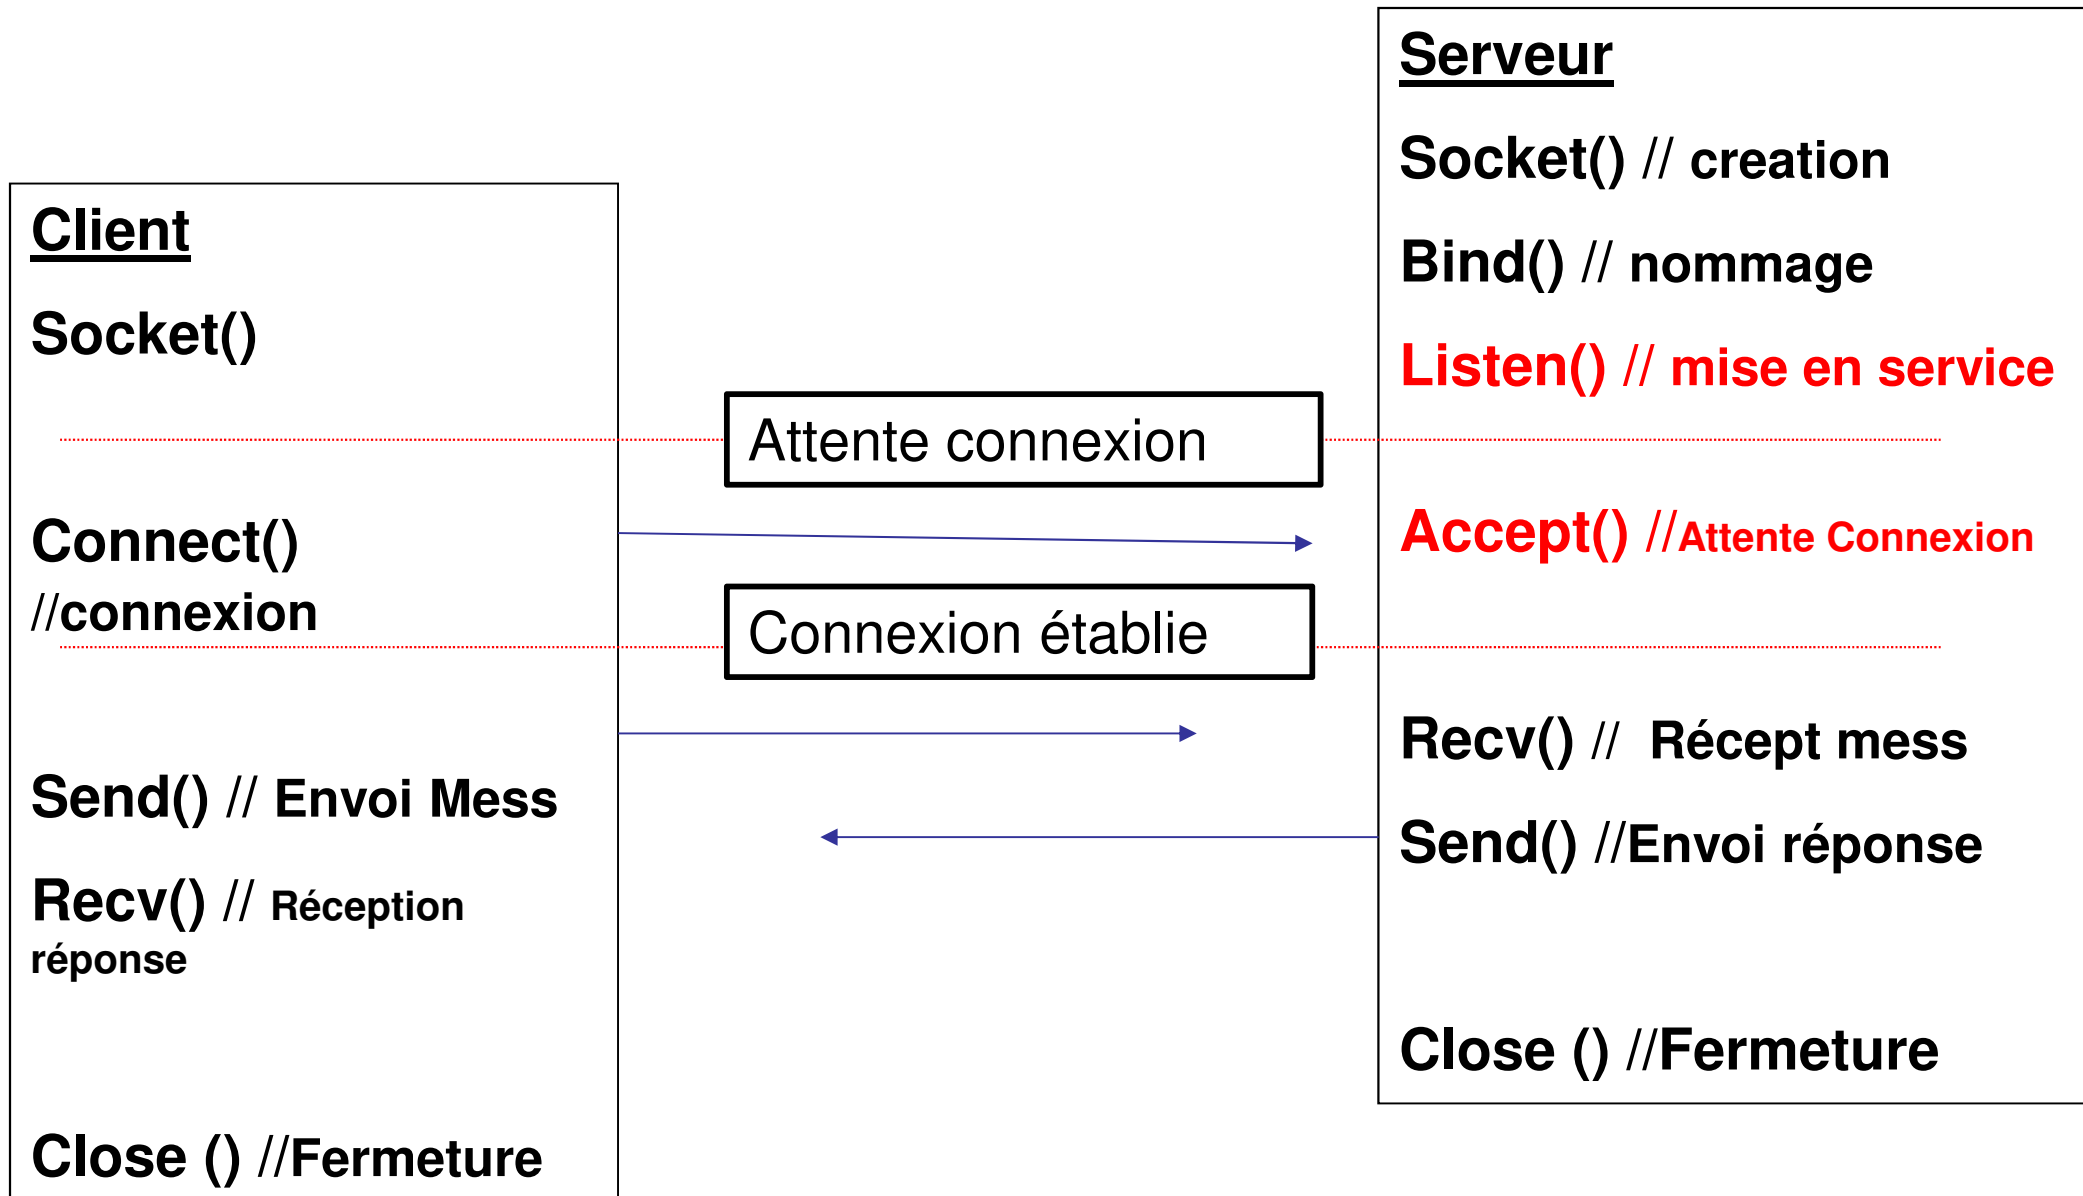 Client
Socket()
Connect()
//connexion
Send() // Envoi Mess
Recv() // Réception
réponse
Close () //Fermeture
Attente connexion
Connexion établie
Serveur
Socket() // creation
Bind() // nommage
Listen() // mise en service
Accept() //Attente Connexion
Recv() // Récept mess
Send() //Envoi réponse
Close () //Fermeture